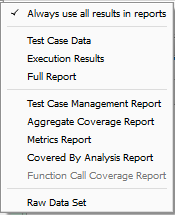 Always use all results in reports
Test Case Data
Execution Results
Full Report
Test Case Management Report
Aggregate Coverage Report
Metrics Report
Covered By Analysis Report
Function Call Coverage Report
Raw Data Set